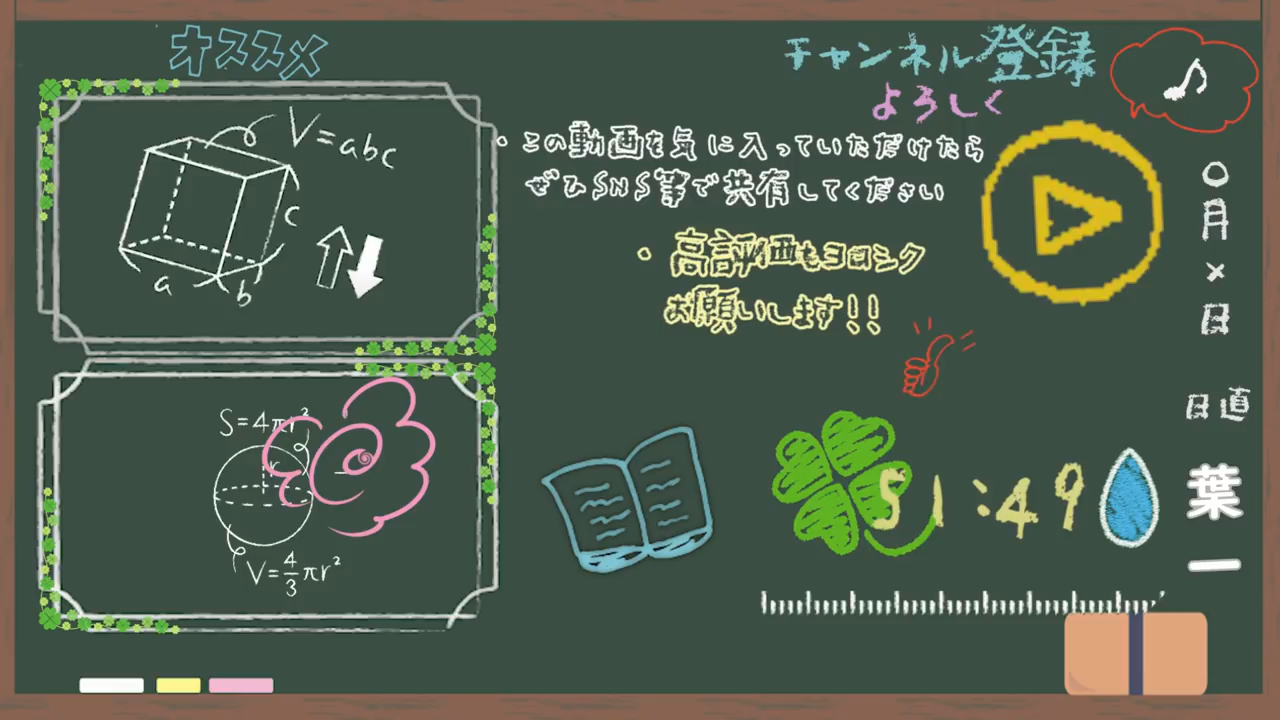 オススメ
V=abc
c
a
b
S=4πr²
r
V=4/3πr²
チャンネル登録
よろしく
・この動画を気に入っていただけたら
ぜひSNS等で共有してください
・高評価もヨロシク
お願いします!!
51:49
○月×日
日直
葉一